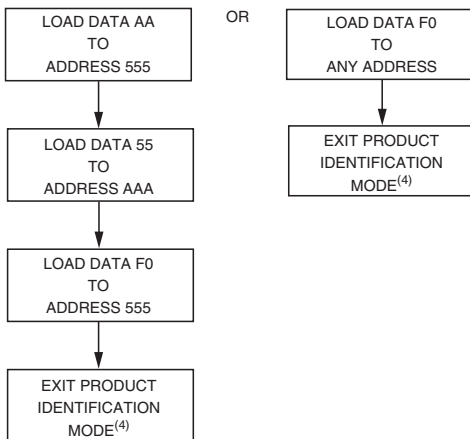 LOAD DATA AA
TO
ADDRESS 555
LOAD DATA 55
TO
ADDRESS AAA
LOAD DATA F0
TO
ADDRESS 555
EXIT PRODUCT
IDENTIFICATION
MODE(4)
OR
LOAD DATA F0
TO
ANY ADDRESS
EXIT PRODUCT
IDENTIFICATION
MODE(4)